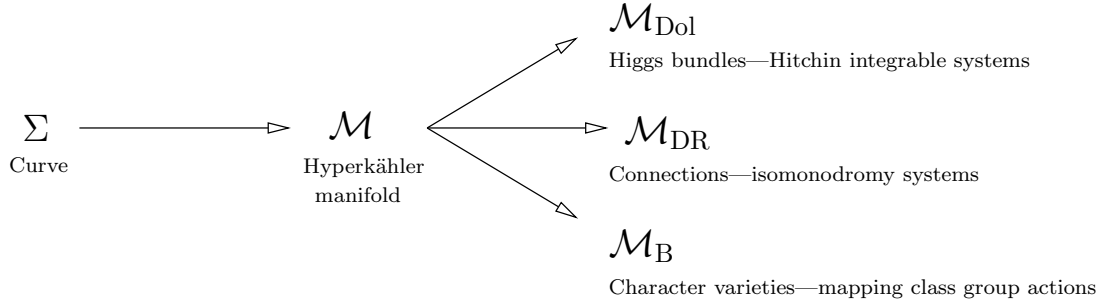 Σ
Curve
ℳ
Hyperkähler
manifold
ℳ_Dol
Higgs bundles—Hitchin integrable systems
ℳ_DR
Connections—isomonodromy systems
ℳ_B
Character varieties—mapping class group actions